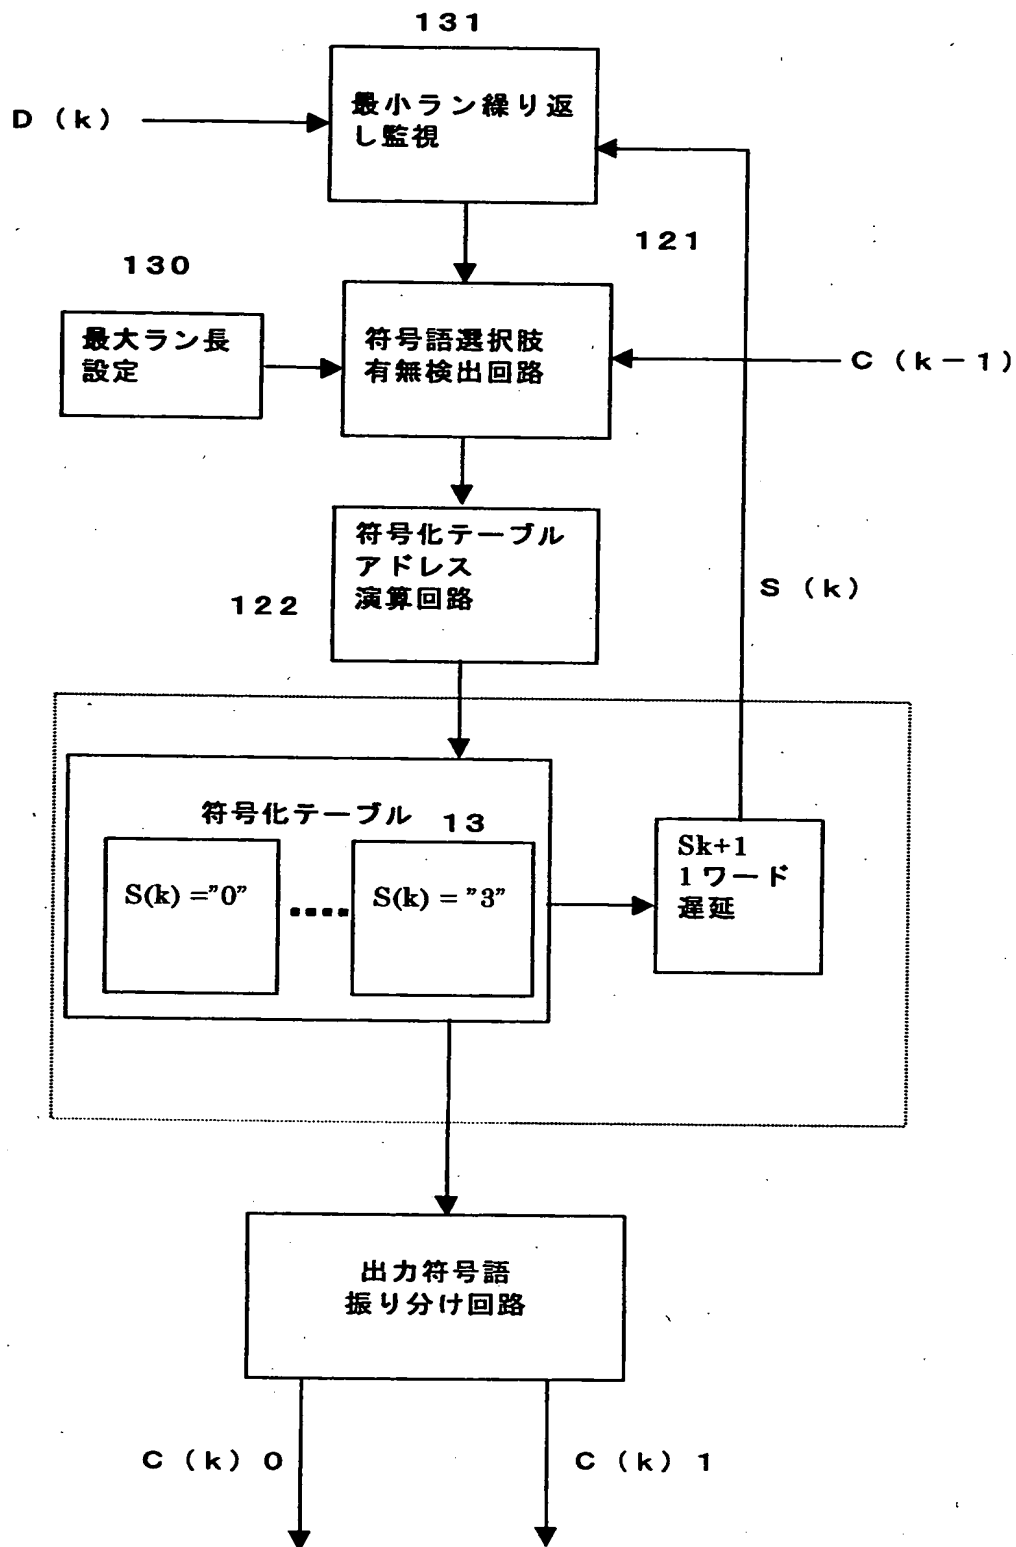 131
D (k)
最小ラン繰り返
し監視
121
130
最大ラン長
設定
符号語選択肢
有無検出回路
C (k-1)
符号化テーブル
アドレス
演算回路
122
S (k)
符号化テーブル 13
S(k) ="0"
S(k) = "3"
Sk+1
1ワード
遅延
出力符号語
振り分け回路
C (k) 0
C (k) 1